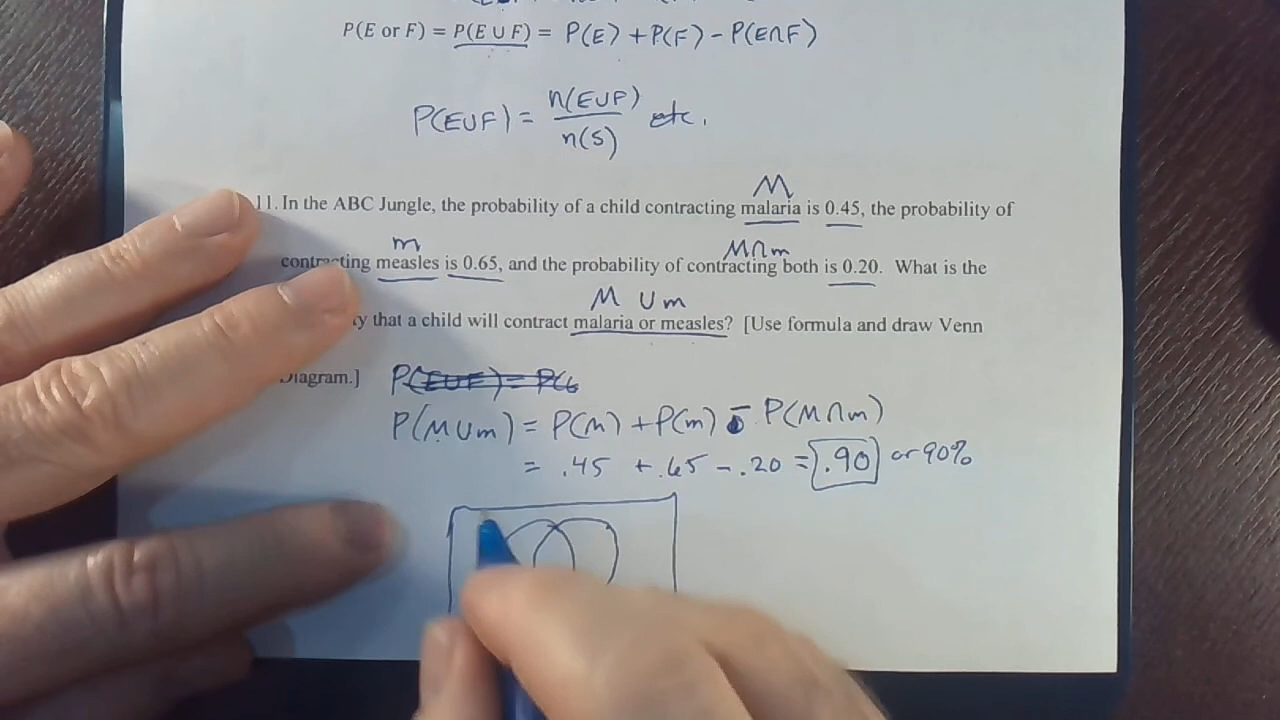 P(E or F) = P(E ∪ F) = P(E) + P(F) - P(E∩F)
P(E∪F) = n(E∪F) / n(S) etc.
M
11. In the ABC Jungle, the probability of a child contracting malaria is 0.45, the probability of
m M∩m
contracting measles is 0.65, and the probability of contracting both is 0.20. What is the
M ∪ m
that a child will contract malaria or measles? [Use formula and draw Venn
Diagram.] P(E∪F) = P(
P(M∪m) = P(M) + P(m) - P(M∩m)
= .45 + .65 - .20 = .90 or 90%